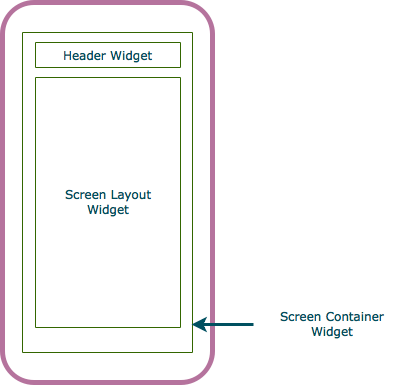 Header Widget
Screen Layout
Widget
Screen Container
Widget